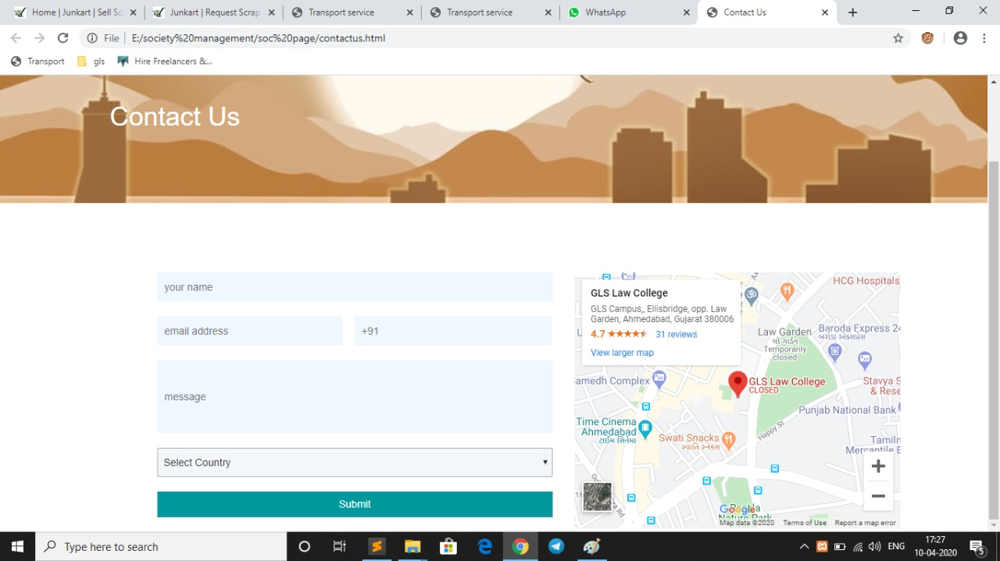 Home | Junkart | Sell Sc
Junkart | Request Scrap
Transport service
Transport service
WhatsApp
Contact Us
File
E:/society%20management/soc%20page/contactus.html
Transport
gls
Hire Freelancers &...
Contact Us
your name
email address
+91
message
Select Country
Submit
GLS Law College
GLS Campus,, Ellisbridge, opp. Law
Garden, Ahmedabad, Gujarat 380006
4.7
31 reviews
View larger map
HCG Hospitals
Law Garden
લૉ ગાર્ડન
Temporarily
closed
Baroda Express 24
બરોડા એક્સપ્રેસ
amedh Complex
GLS Law College
CLOSED
Stavya S
& Rese
Punjab National Bank
Time Cinema
Ahmedabad
ટાઇમ સિનેમા
Swati Snacks
સ્વાતિ સ્નેક્સ
Happy St
Tamiln
Mercantile B
Google
Nature Park
Map data ©2020
Terms of Use
Report a map error
Type here to search
ENG
17:27
10-04-2020
5